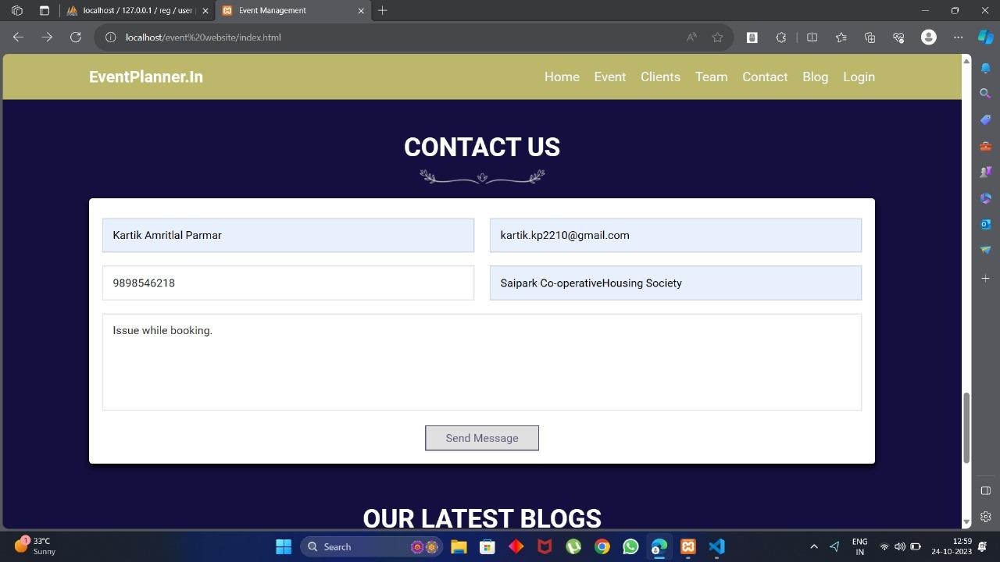 localhost / 127.0.0.1 / reg / user
Event Management
localhost/event%20website/index.html
EventPlanner.In
Home Event Clients Team Contact Blog Login
CONTACT US
Kartik Amritlal Parmar
kartik.kp2210@gmail.com
9898546218
Saipark Co-operativeHousing Society
Issue while booking.
Send Message
OUR LATEST BLOGS
1
33°C
Sunny
Search
ENG
IN
12:59
24-10-2023